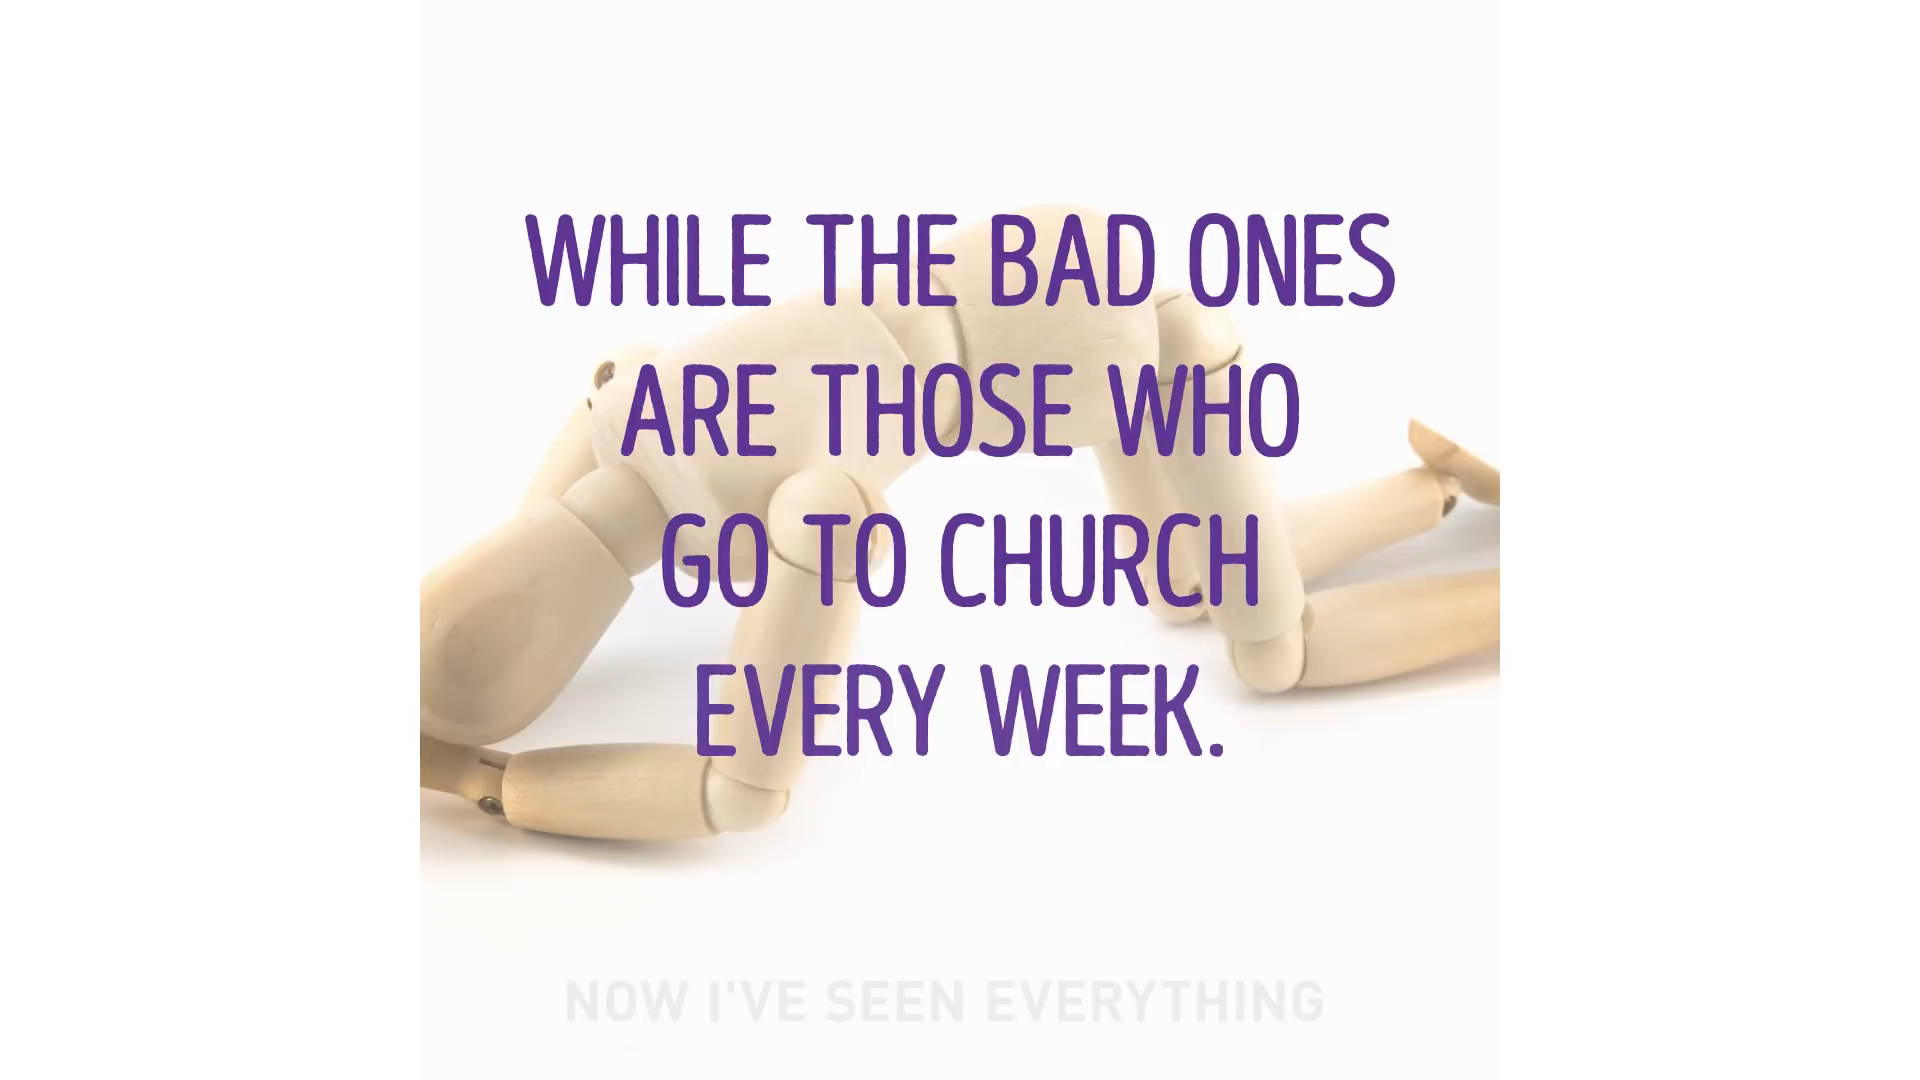 WHILE THE BAD ONES
ARE THOSE WHO
GO TO CHURCH
EVERY WEEK.
NOW I'VE SEEN EVERYTHING